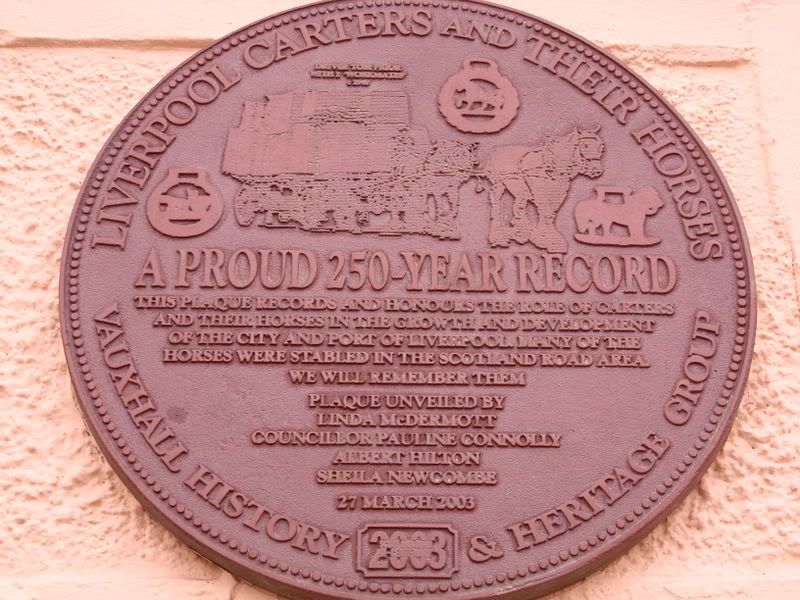 LIVERPOOL CARTERS AND THEIR HORSES
A PROUD 250-YEAR RECORD
THIS PLAQUE RECORDS AND HONOURS THE ROLE OF CARTERS
AND THEIR HORSES IN THE GROWTH AND DEVELOPMENT
OF THE CITY AND PORT OF LIVERPOOL. MANY OF THE
HORSES WERE STABLED IN THE SCOTLAND ROAD AREA.
WE WILL REMEMBER THEM
PLAQUE UNVEILED BY
LINDA McDERMOTT
COUNCILLOR PAULINE CONNOLLY
ALBERT HILTON
SHEILA NEWCOMBE
27 MARCH 2003
2003
VAUXHALL HISTORY & HERITAGE GROUP